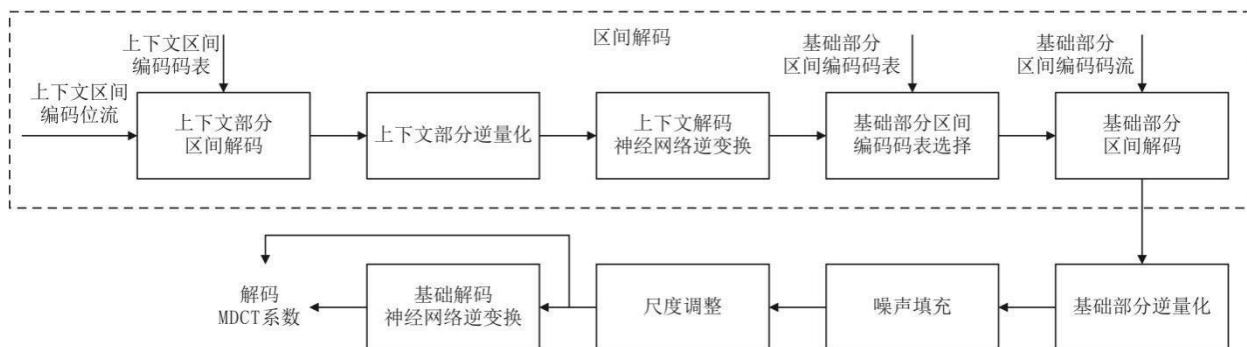 区间解码
上下文区间
编码码表
基础部分
区间编码码表
基础部分
区间编码码流
上下文区间
编码位流
上下文部分
区间解码
上下文部分逆量化
上下文解码
神经网络逆变换
基础部分区间
编码码表选择
基础部分
区间解码
解码
MDCT系数
基础解码
神经网络逆变换
尺度调整
噪声填充
基础部分逆量化